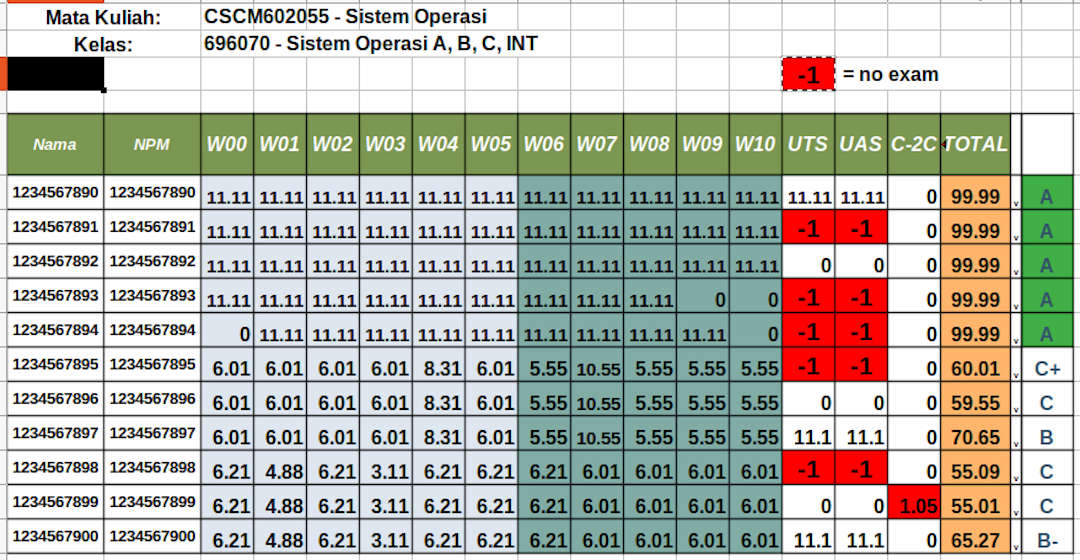 Mata Kuliah: CSCM602055 - Sistem Operasi
Kelas: 696070 - Sistem Operasi A, B, C, INT
-1 = no exam
Nama NPM W00 W01 W02 W03 W04 W05 W06 W07 W08 W09 W10 UTS UAS C-2C TOTAL
1234567890 1234567890 11.11 11.11 11.11 11.11 11.11 11.11 11.11 11.11 11.11 11.11 11.11 11.11 11.11 0 99.99 v A
1234567891 1234567891 11.11 11.11 11.11 11.11 11.11 11.11 11.11 11.11 11.11 11.11 11.11 -1 -1 0 99.99 v A
1234567892 1234567892 11.11 11.11 11.11 11.11 11.11 11.11 11.11 11.11 11.11 11.11 11.11 0 0 0 99.99 v A
1234567893 1234567893 11.11 11.11 11.11 11.11 11.11 11.11 11.11 11.11 11.11 0 0 -1 -1 0 99.99 v A
1234567894 1234567894 0 11.11 11.11 11.11 11.11 11.11 11.11 11.11 11.11 11.11 0 -1 -1 0 99.99 v A
1234567895 1234567895 6.01 6.01 6.01 6.01 8.31 6.01 5.55 10.55 5.55 5.55 5.55 -1 -1 0 60.01 v C+
1234567896 1234567896 6.01 6.01 6.01 6.01 8.31 6.01 5.55 10.55 5.55 5.55 5.55 0 0 0 59.55 v C
1234567897 1234567897 6.01 6.01 6.01 6.01 8.31 6.01 5.55 10.55 5.55 5.55 5.55 11.1 11.1 0 70.65 v B
1234567898 1234567898 6.21 4.88 6.21 3.11 6.21 6.21 6.21 6.01 6.01 6.01 6.01 -1 -1 0 55.09 v C
1234567899 1234567899 6.21 4.88 6.21 3.11 6.21 6.21 6.21 6.01 6.01 6.01 6.01 0 0 1.05 55.01 v C
1234567900 1234567900 6.21 4.88 6.21 3.11 6.21 6.21 6.21 6.01 6.01 6.01 6.01 11.1 11.1 0 65.27 v B-